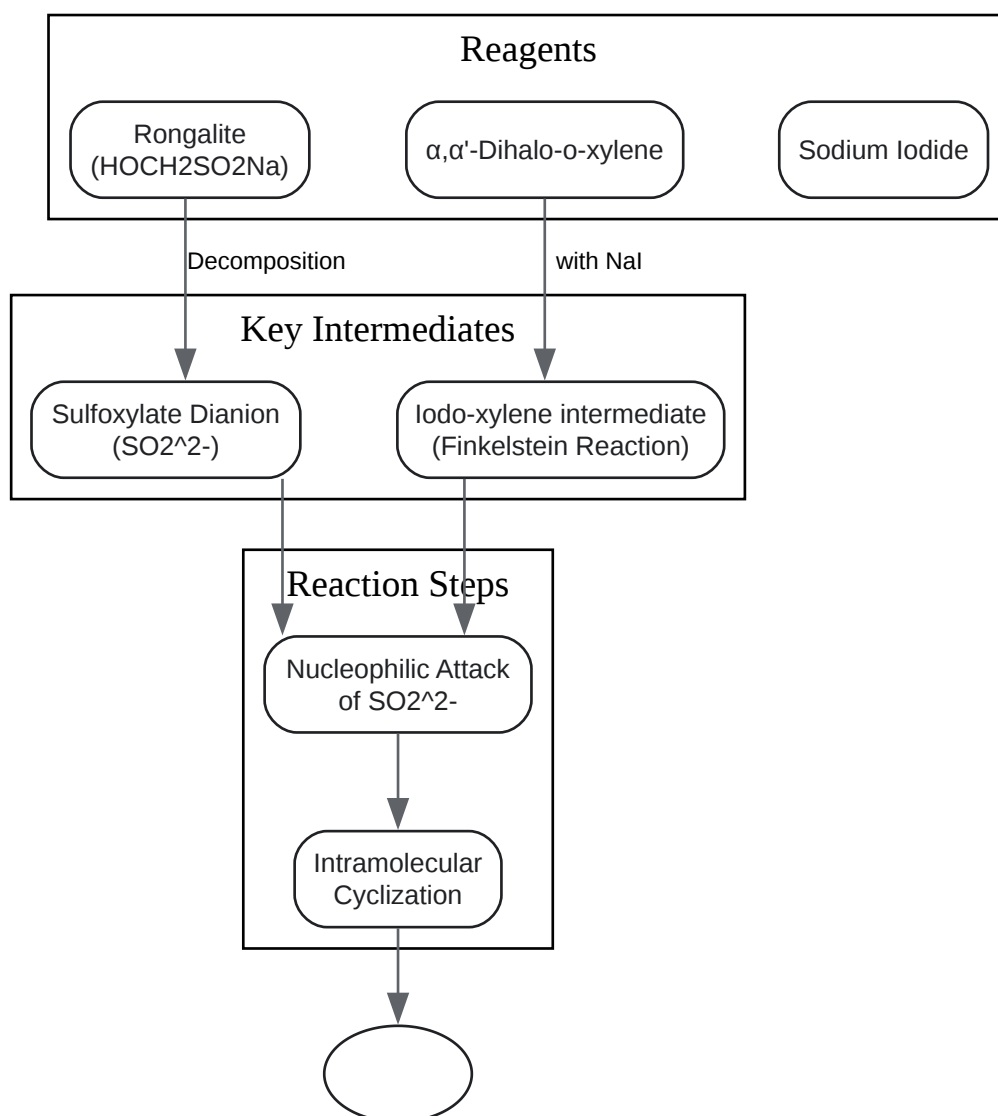 Reagents
Rongalite
(HOCH2SO2Na)
α,α'-Dihalo-o-xylene
Sodium Iodide
Decomposition
with NaI
Key Intermediates
Sulfoxylate Dianion
(SO2^2-)
Iodo-xylene intermediate
(Finkelstein Reaction)
Reaction Steps
Nucleophilic Attack
of SO2^2-
Intramolecular
Cyclization